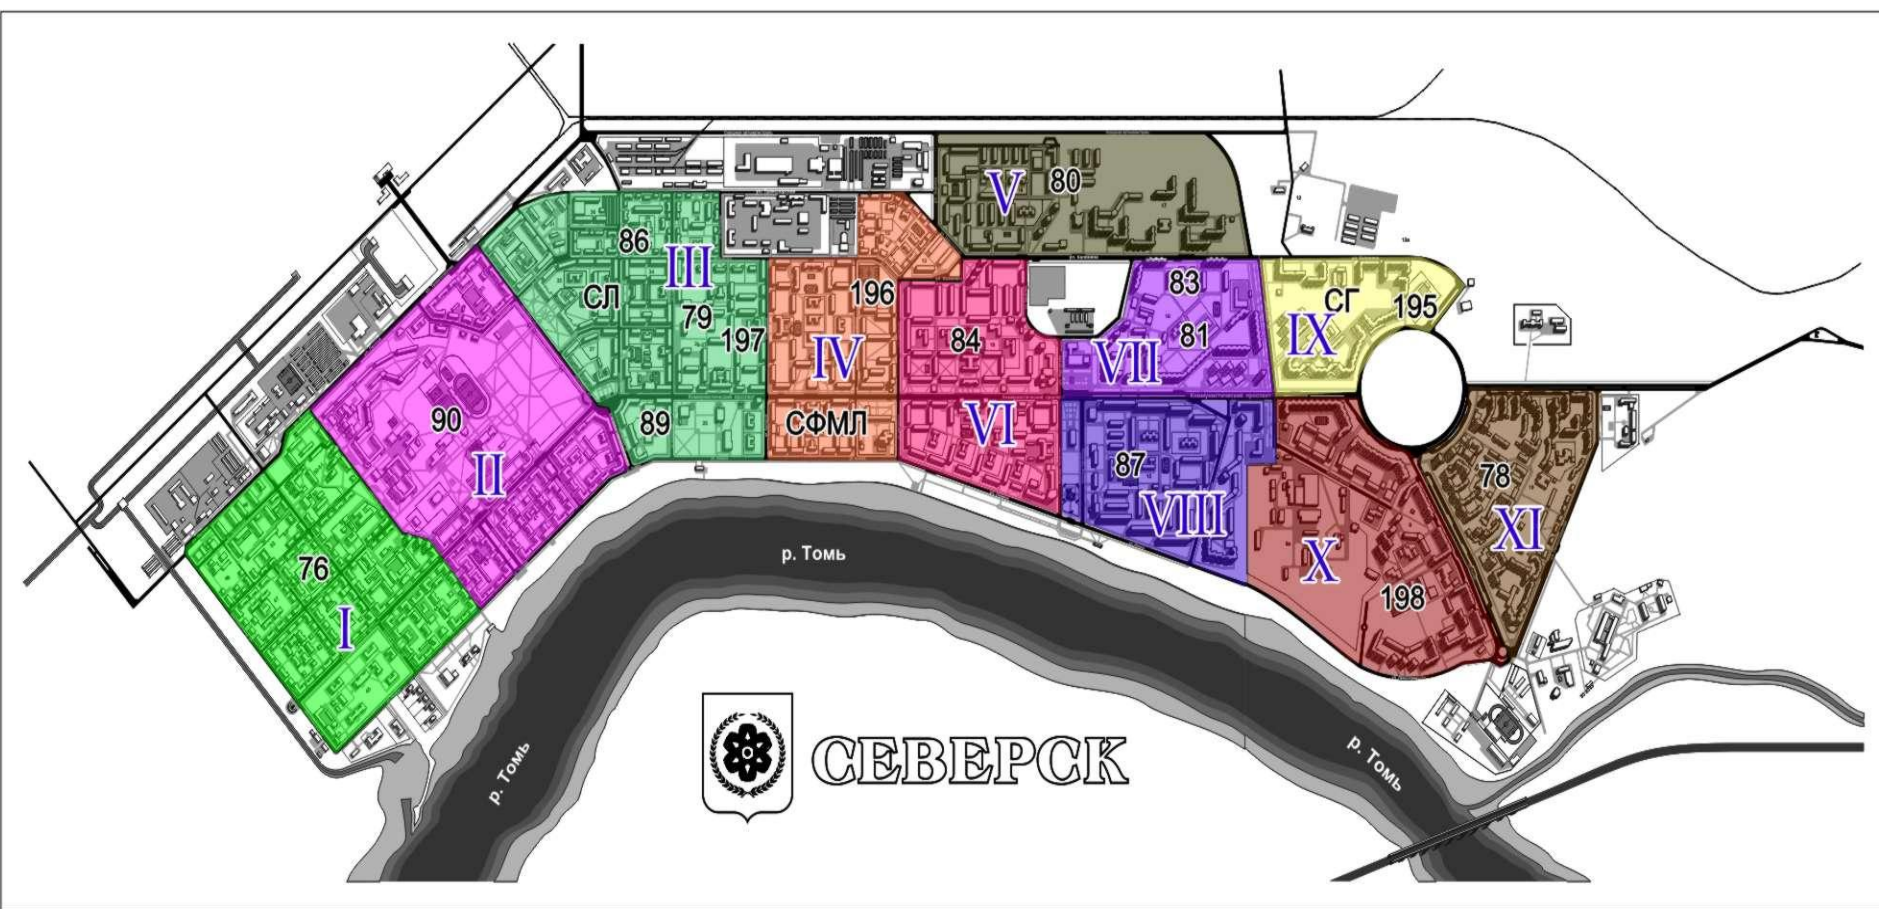 V
80
86
III
83
СЛ
196
СГ
195
79
197
84
VII
81
IX
IV
90
89
СФМЛ
VI
II
87
78
VIII
XI
76
р. Томь
X
198
I
СЕВЕРСК
р. Томь
р. Томь